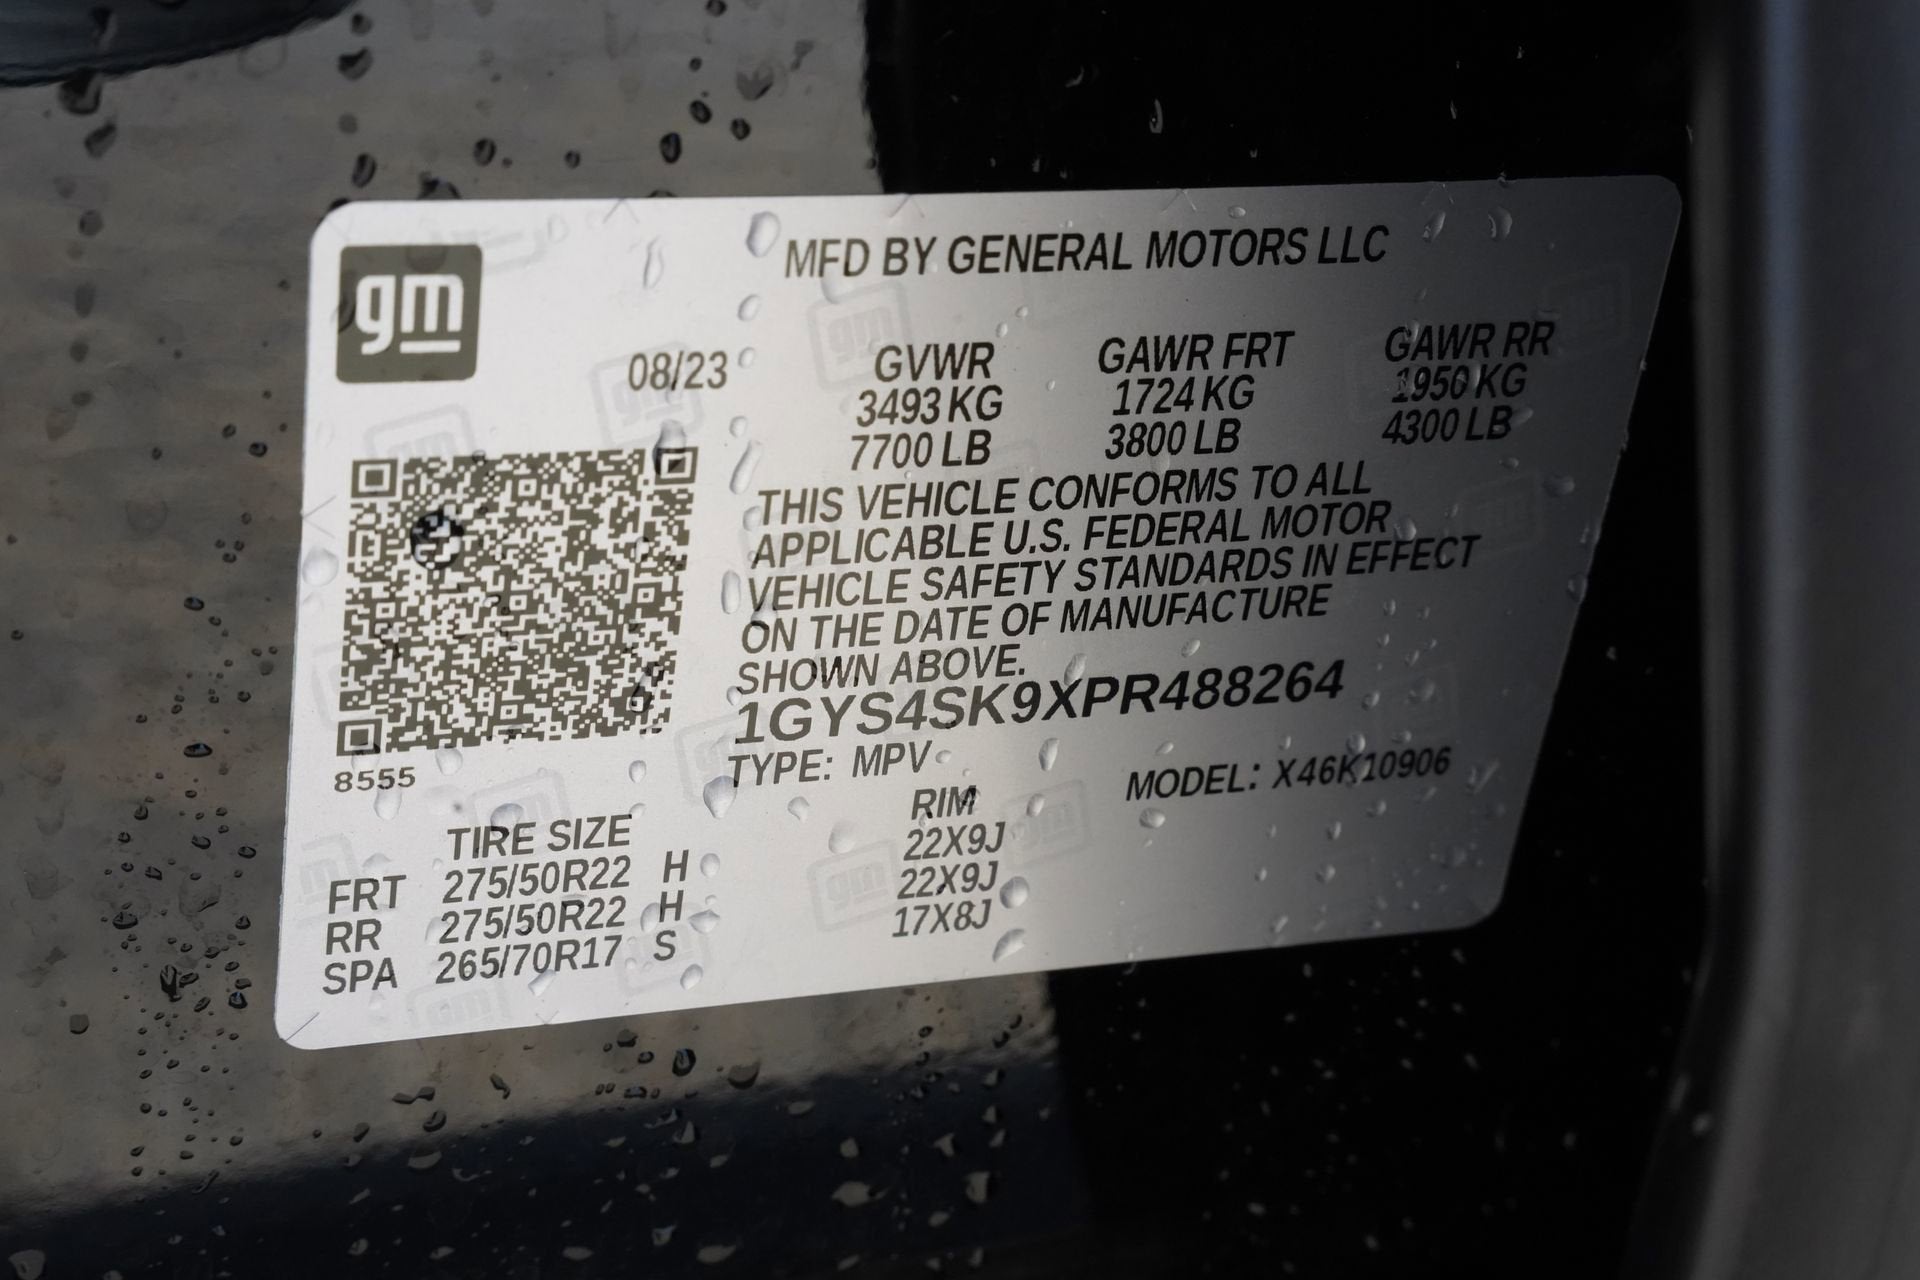 gm
MFD BY GENERAL MOTORS LLC
08/23
GVWR GAWR FRT GAWR RR
3493 KG 1724 KG 1950 KG
7700 LB 3800 LB 4300 LB
THIS VEHICLE CONFORMS TO ALL
APPLICABLE U.S. FEDERAL MOTOR
VEHICLE SAFETY STANDARDS IN EFFECT
ON THE DATE OF MANUFACTURE
SHOWN ABOVE.
1GYS4SK9XPR488264
TYPE: MPV MODEL: X46K10906
8555
TIRE SIZE RIM
FRT 275/50R22 H 22X9J
RR 275/50R22 H 22X9J
SPA 265/70R17 S 17X8J